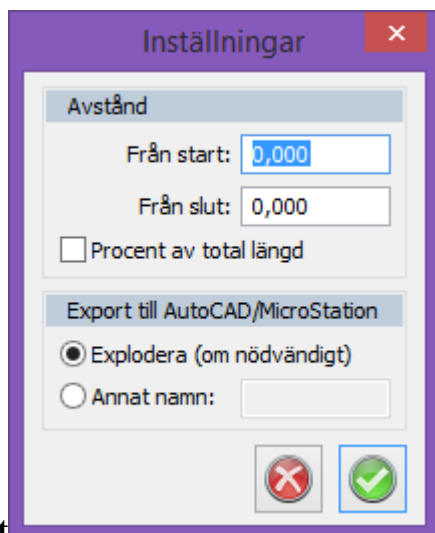 Inställningar
Avstånd
Från start: 0,000
Från slut: 0,000
Procent av total längd
Export till AutoCAD/MicroStation
Explodera (om nödvändigt)
Annat namn:
t